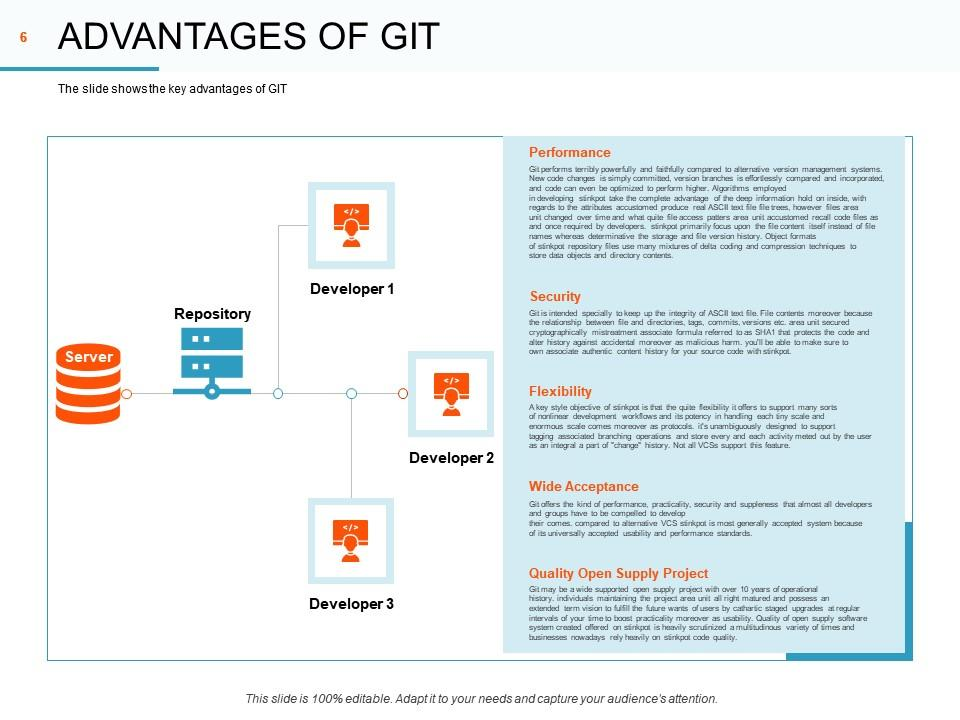 6
ADVANTAGES OF GIT
The slide shows the key advantages of GIT
Server
Repository
Developer 1
Developer 2
Developer 3
Performance
Git performs terribly powerfully and faithfully compared to alternative version management systems.
New code changes is simply committed, version branches is effortlessly compared and incorporated,
and code can even be optimized to perform higher. Algorithms employed
in developing stinkpot take the complete advantage of the deep information hold on inside, with
regards to the attributes accustomed produce real ASCII text file file trees, however files area
unit changed over time and what quite file access patters area unit accustomed recall code files as
and once required by developers. stinkpot primarily focus upon the file content itself instead of file
names whereas determinative the storage and file version history. Object formats
of stinkpot repository files use many mixtures of delta coding and compression techniques to
store data objects and directory contents.
Security
Git is intended specially to keep up the integrity of ASCII text file. File contents moreover because
the relationship between file and directories, tags, commits, versions etc. area unit secured
cryptographically mistreatment associate formula referred to as SHA1 that protects the code and
alter history against accidental moreover as malicious harm. you'll be able to make sure to
own associate authentic content history for your source code with stinkpot.
Flexibility
A key style objective of stinkpot is that the quite flexibility it offers to support many sorts
of nonlinear development workflows and its potency in handling each tiny scale and
enormous scale comes moreover as protocols. it's unambiguously designed to support
tagging associated branching operations and store every and each activity meted out by the user
as an integral a part of "change" history. Not all VCSs support this feature.
Wide Acceptance
Git offers the kind of performance, practicality, security and suppleness that almost all developers
and groups have to be compelled to develop
their comes. compared to alternative VCS stinkpot is most generally accepted system because
of its universally accepted usability and performance standards.
Quality Open Supply Project
Git may be a wide supported open supply project with over 10 years of operational
history. individuals maintaining the project area unit all right matured and possess an
extended term vision to fulfill the future wants of users by cathartic staged upgrades at regular
intervals of your time to boost practicality moreover as usability. Quality of open supply software
system created offered on stinkpot is heavily scrutinized a multitudinous variety of times and
businesses nowadays rely heavily on stinkpot code quality.
This slide is 100% editable. Adapt it to your needs and capture your audience's attention.